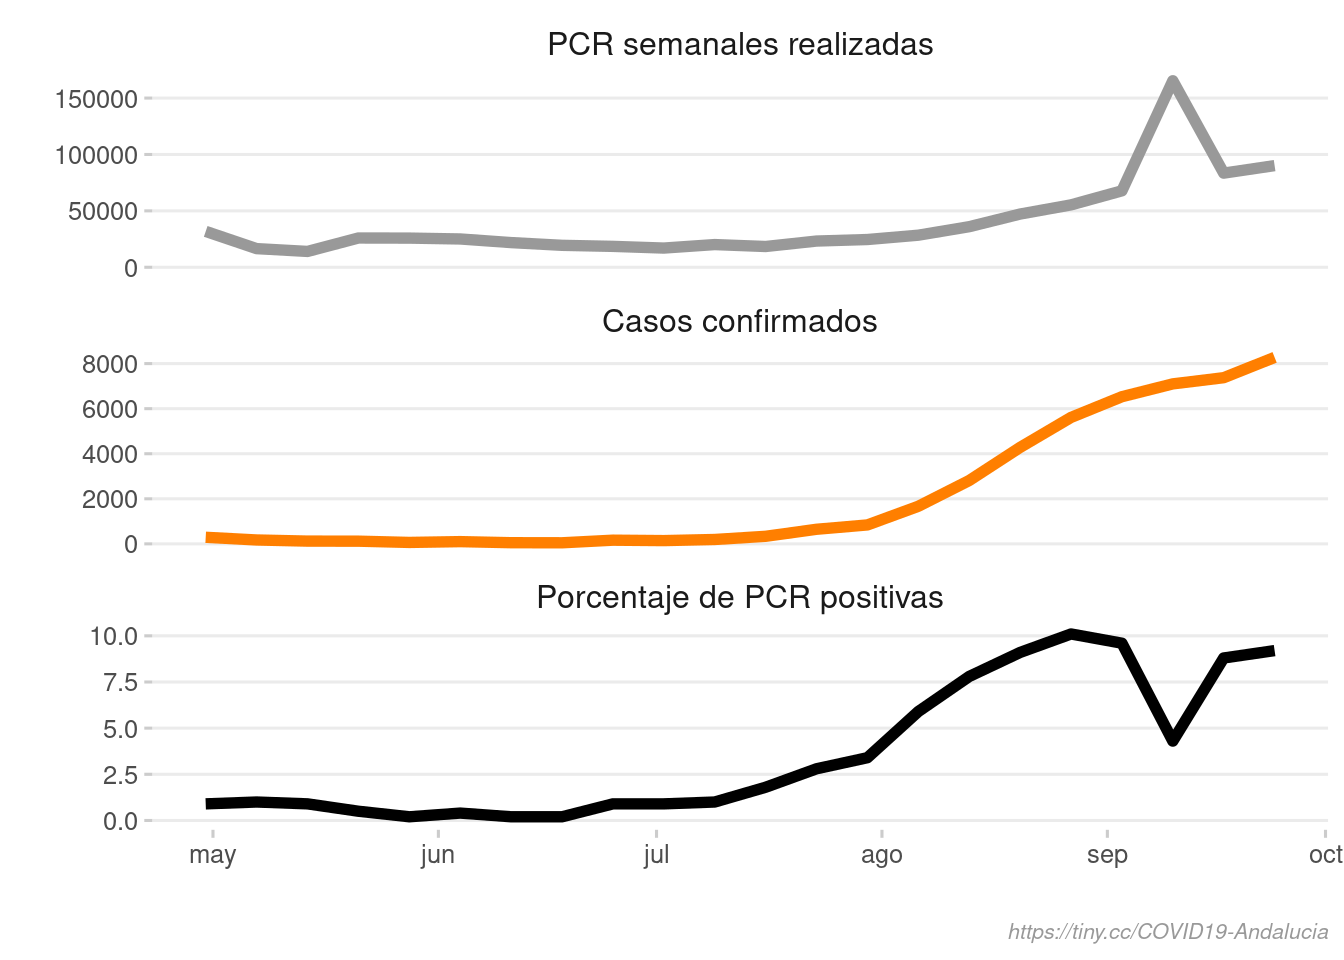 PCR semanales realizadas
150000
100000
50000
0
Casos confirmados
8000
6000
4000
2000
0
Porcentaje de PCR positivas
10.0
7.5
5.0
2.5
0.0
may jun jul ago sep oct
https://tiny.cc/COVID19-Andalucia